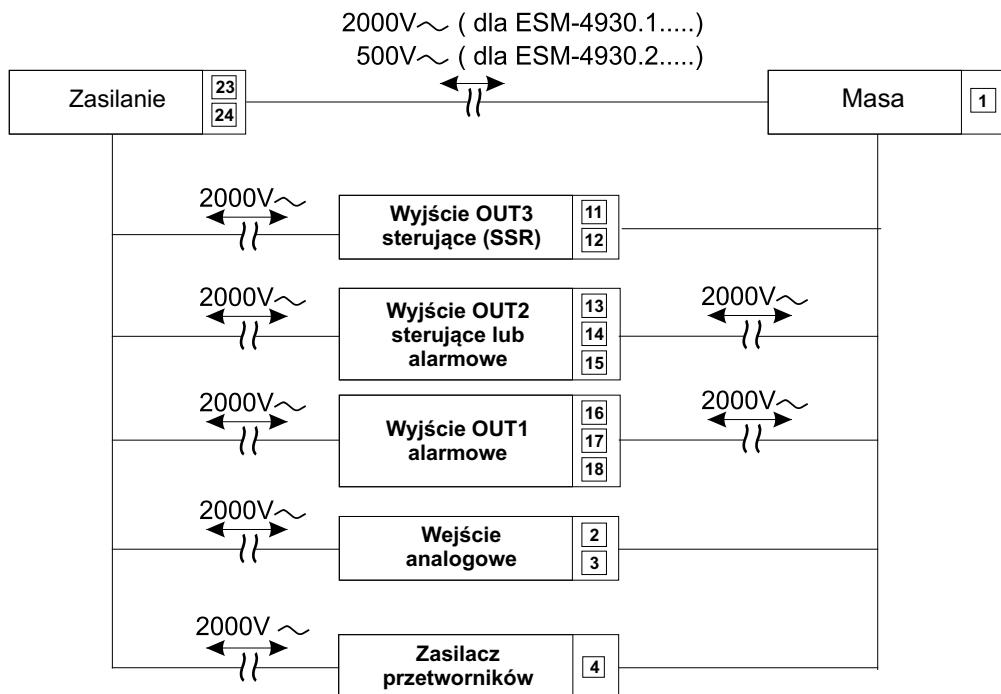 2000V～ ( dla ESM-4930.1.....)
500V～ ( dla ESM-4930.2.....)
Zasilanie
23
24
Masa
1
2000V～
Wyjście OUT3
sterujące (SSR)
11
12
2000V～
Wyjście OUT2
sterujące lub
alarmowe
13
14
15
2000V～
2000V～
Wyjście OUT1
alarmowe
16
17
18
2000V～
2000V～
Wejście
analogowe
2
3
2000V ～
Zasilacz
przetworników
4